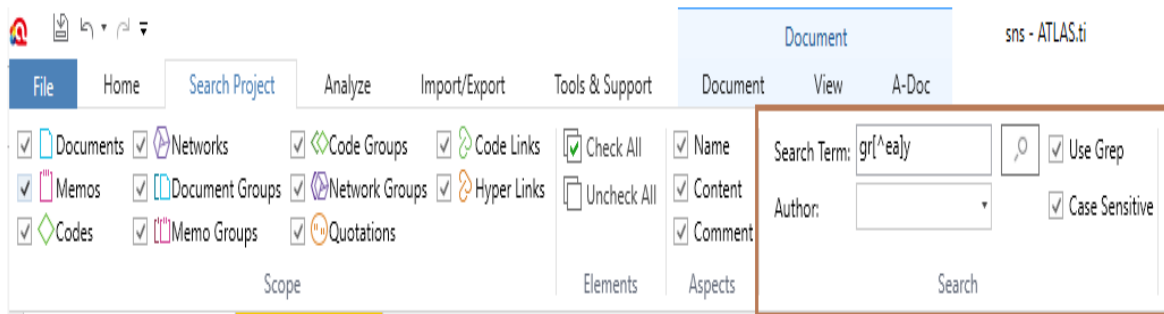 Document
sns - ATLAS.ti
File Home Search Project Analyze Import/Export Tools & Support Document View A-Doc
Documents Networks Code Groups Code Links Check All Name Search Term: gr[^ea]y Use Grep
Memos Document Groups Network Groups Hyper Links Uncheck All Content Author: Case Sensitive
Codes Memo Groups Quotations Comment
Scope Elements Aspects Search